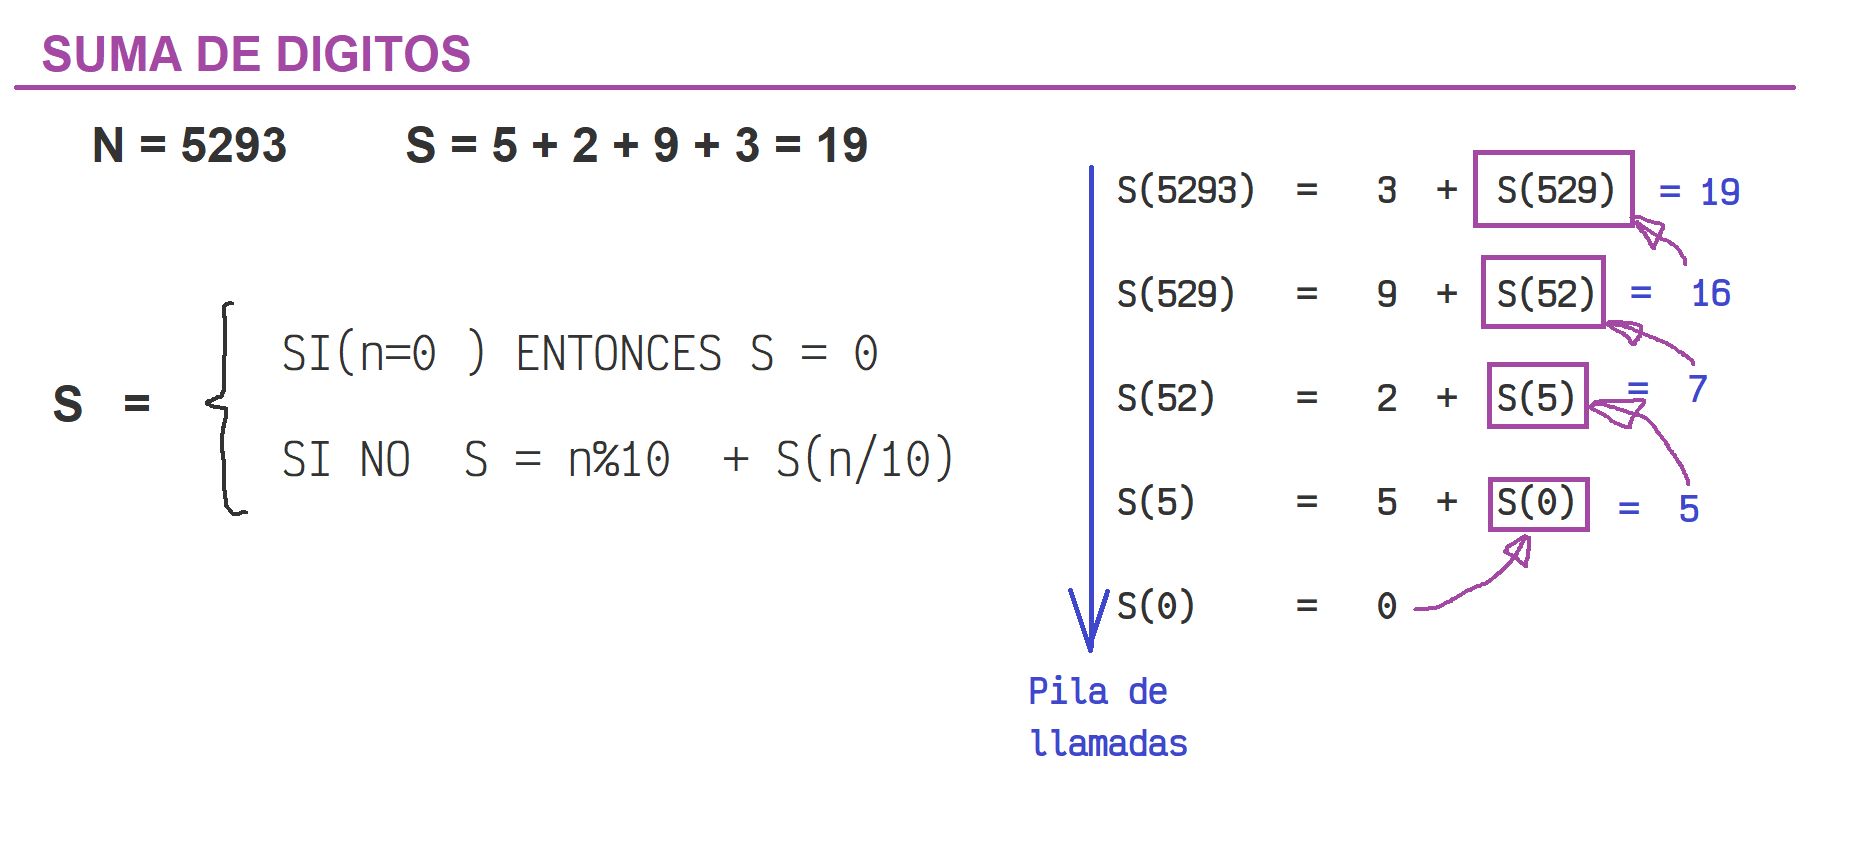 SUMA DE DIGITOS
N = 5293 S = 5 + 2 + 9 + 3 = 19
SI(n=0 ) ENTONCES S = 0
S =
SI NO S = n%10 + S(n/10)
S(5293) = 3 + S(529) = 19
S(529) = 9 + S(52) = 16
S(52) = 2 + S(5) = 7
S(5) = 5 + S(0) = 5
S(0) = 0
Pila de
llamadas